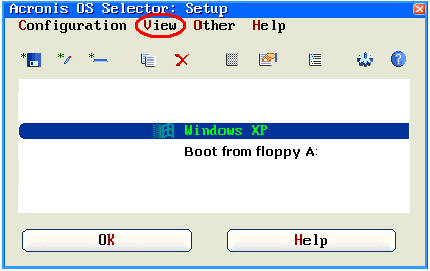 Acronis OS Selector: Setup
Configuration View Other Help
Windows XP
Boot from floppy A:
OK Help